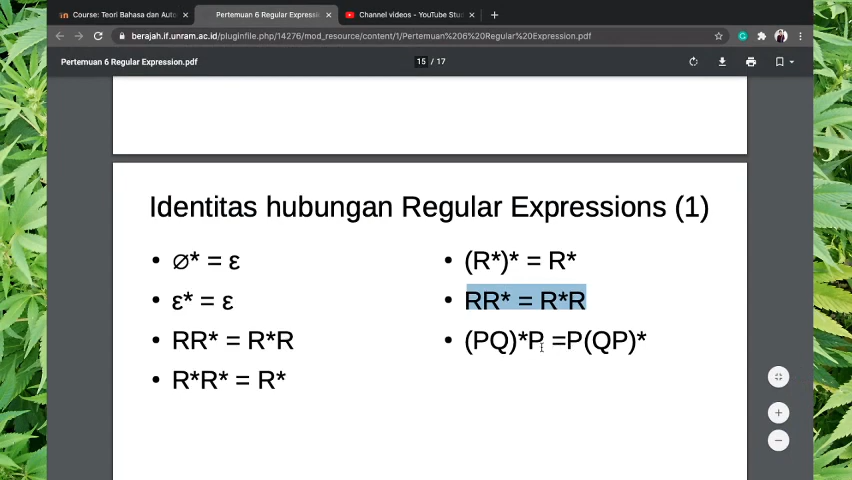 Course: Teori Bahasa dan Auto
Pertemuan 6 Regular Expressi
Channel videos - YouTube Stu
berajah.if.unram.ac.id/pluginfile.php/14276/mod_resource/content/1/Pertemuan%206%20Regular%20Expression.pdf
Pertemuan 6 Regular Expression.pdf
15 / 17
Identitas hubungan Regular Expressions (1)
• ∅* = ε
• ε* = ε
• RR* = R*R
• R*R* = R*
• (R*)* = R*
• RR* = R*R
• (PQ)*P =P(QP)*